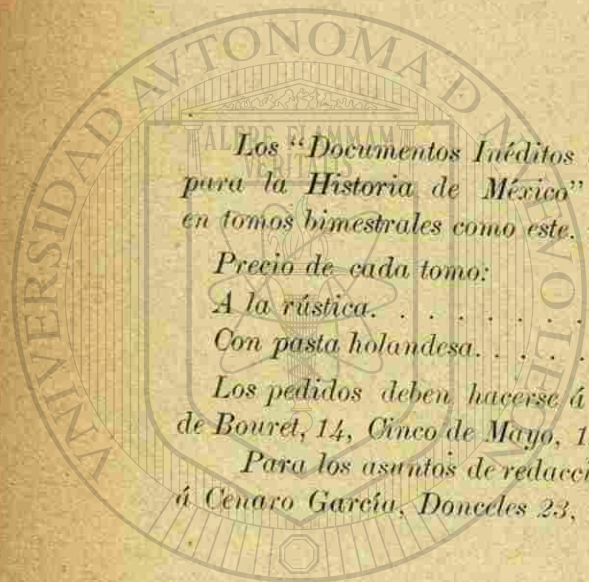 Los "Documentos Inéditos
para la Historia de México"
en tomos bimestrales como este.
Precio de cada tomo:
A la rústica. . . . . . .
Con pasta holandesa. . . . .
Los pedidos deben hacerse á
de Bouret, 14, Cinco de Mayo, 1
Para los asuntos de redacci
á Cenaro García, Donceles 23,
UNIVERSIDAD AUTONOMA D NUEVO LEON
ALERE FLAMMAM
VERITATIS